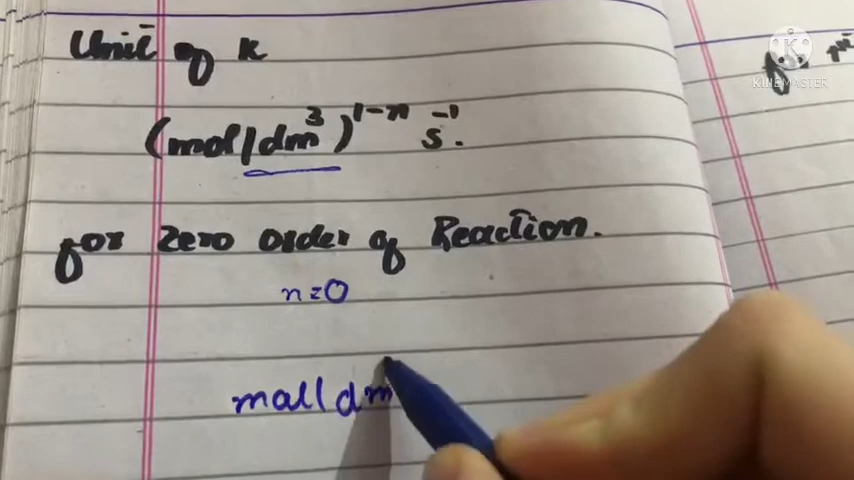 Unit of K
(mol/dm³)¹⁻ⁿ s⁻¹.
for Zero order of Reaction.
n=0
mol/dm
KINEMASTER